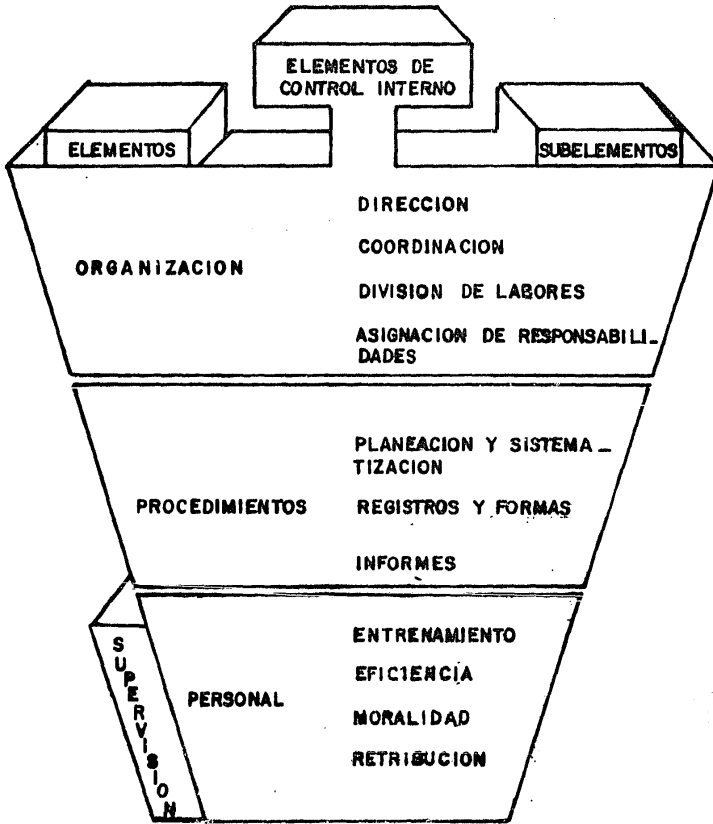 ELEMENTOS DE
CONTROL INTERNO
ELEMENTOS
SUBELEMENTOS
ORGANIZACION
DIRECCION
COORDINACION
DIVISION DE LABORES
ASIGNACION DE RESPONSABILI_
DADES
PROCEDIMIENTOS
PLANEACION Y SISTEMA_
TIZACION
REGISTROS Y FORMAS
INFORMES
SUPERVISION
PERSONAL
ENTRENAMIENTO
EFICIENCIA
MORALIDAD
RETRIBUCION